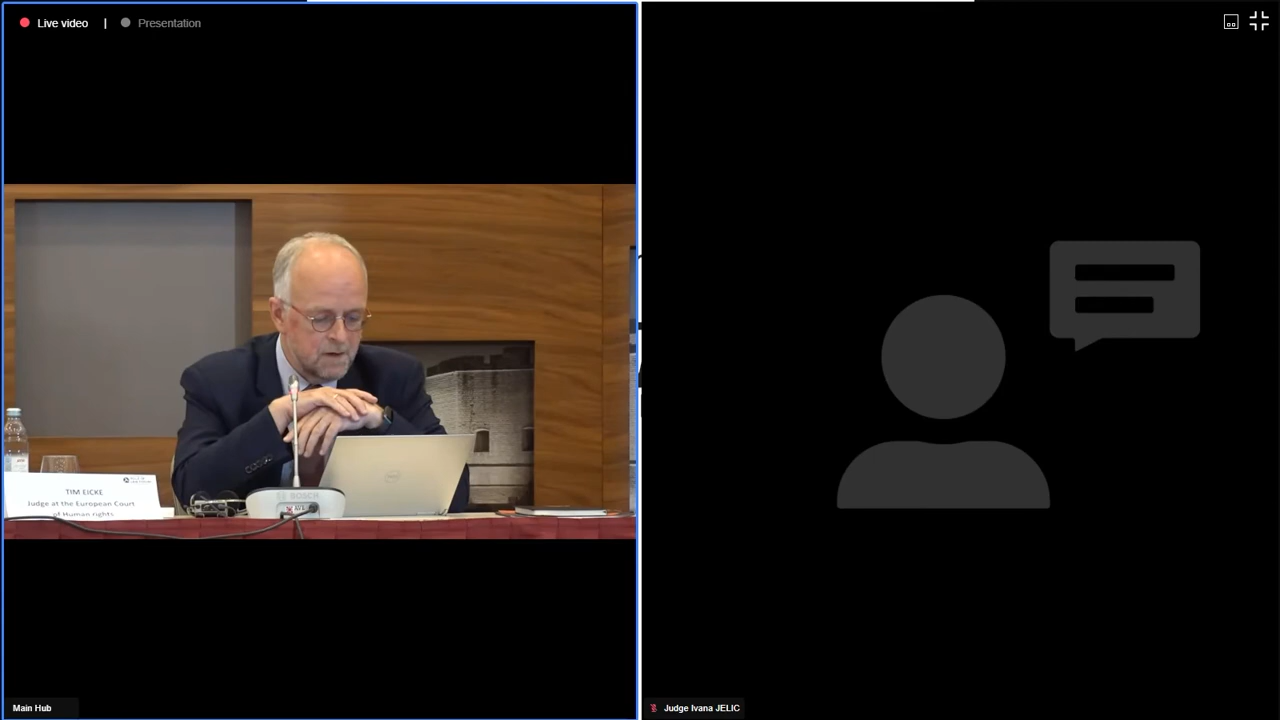 Live video | Presentation
TIM EICKE
Judge at the European Court
of Human rights
BOSCH
DELL
Main Hub
Judge Ivana JELIC